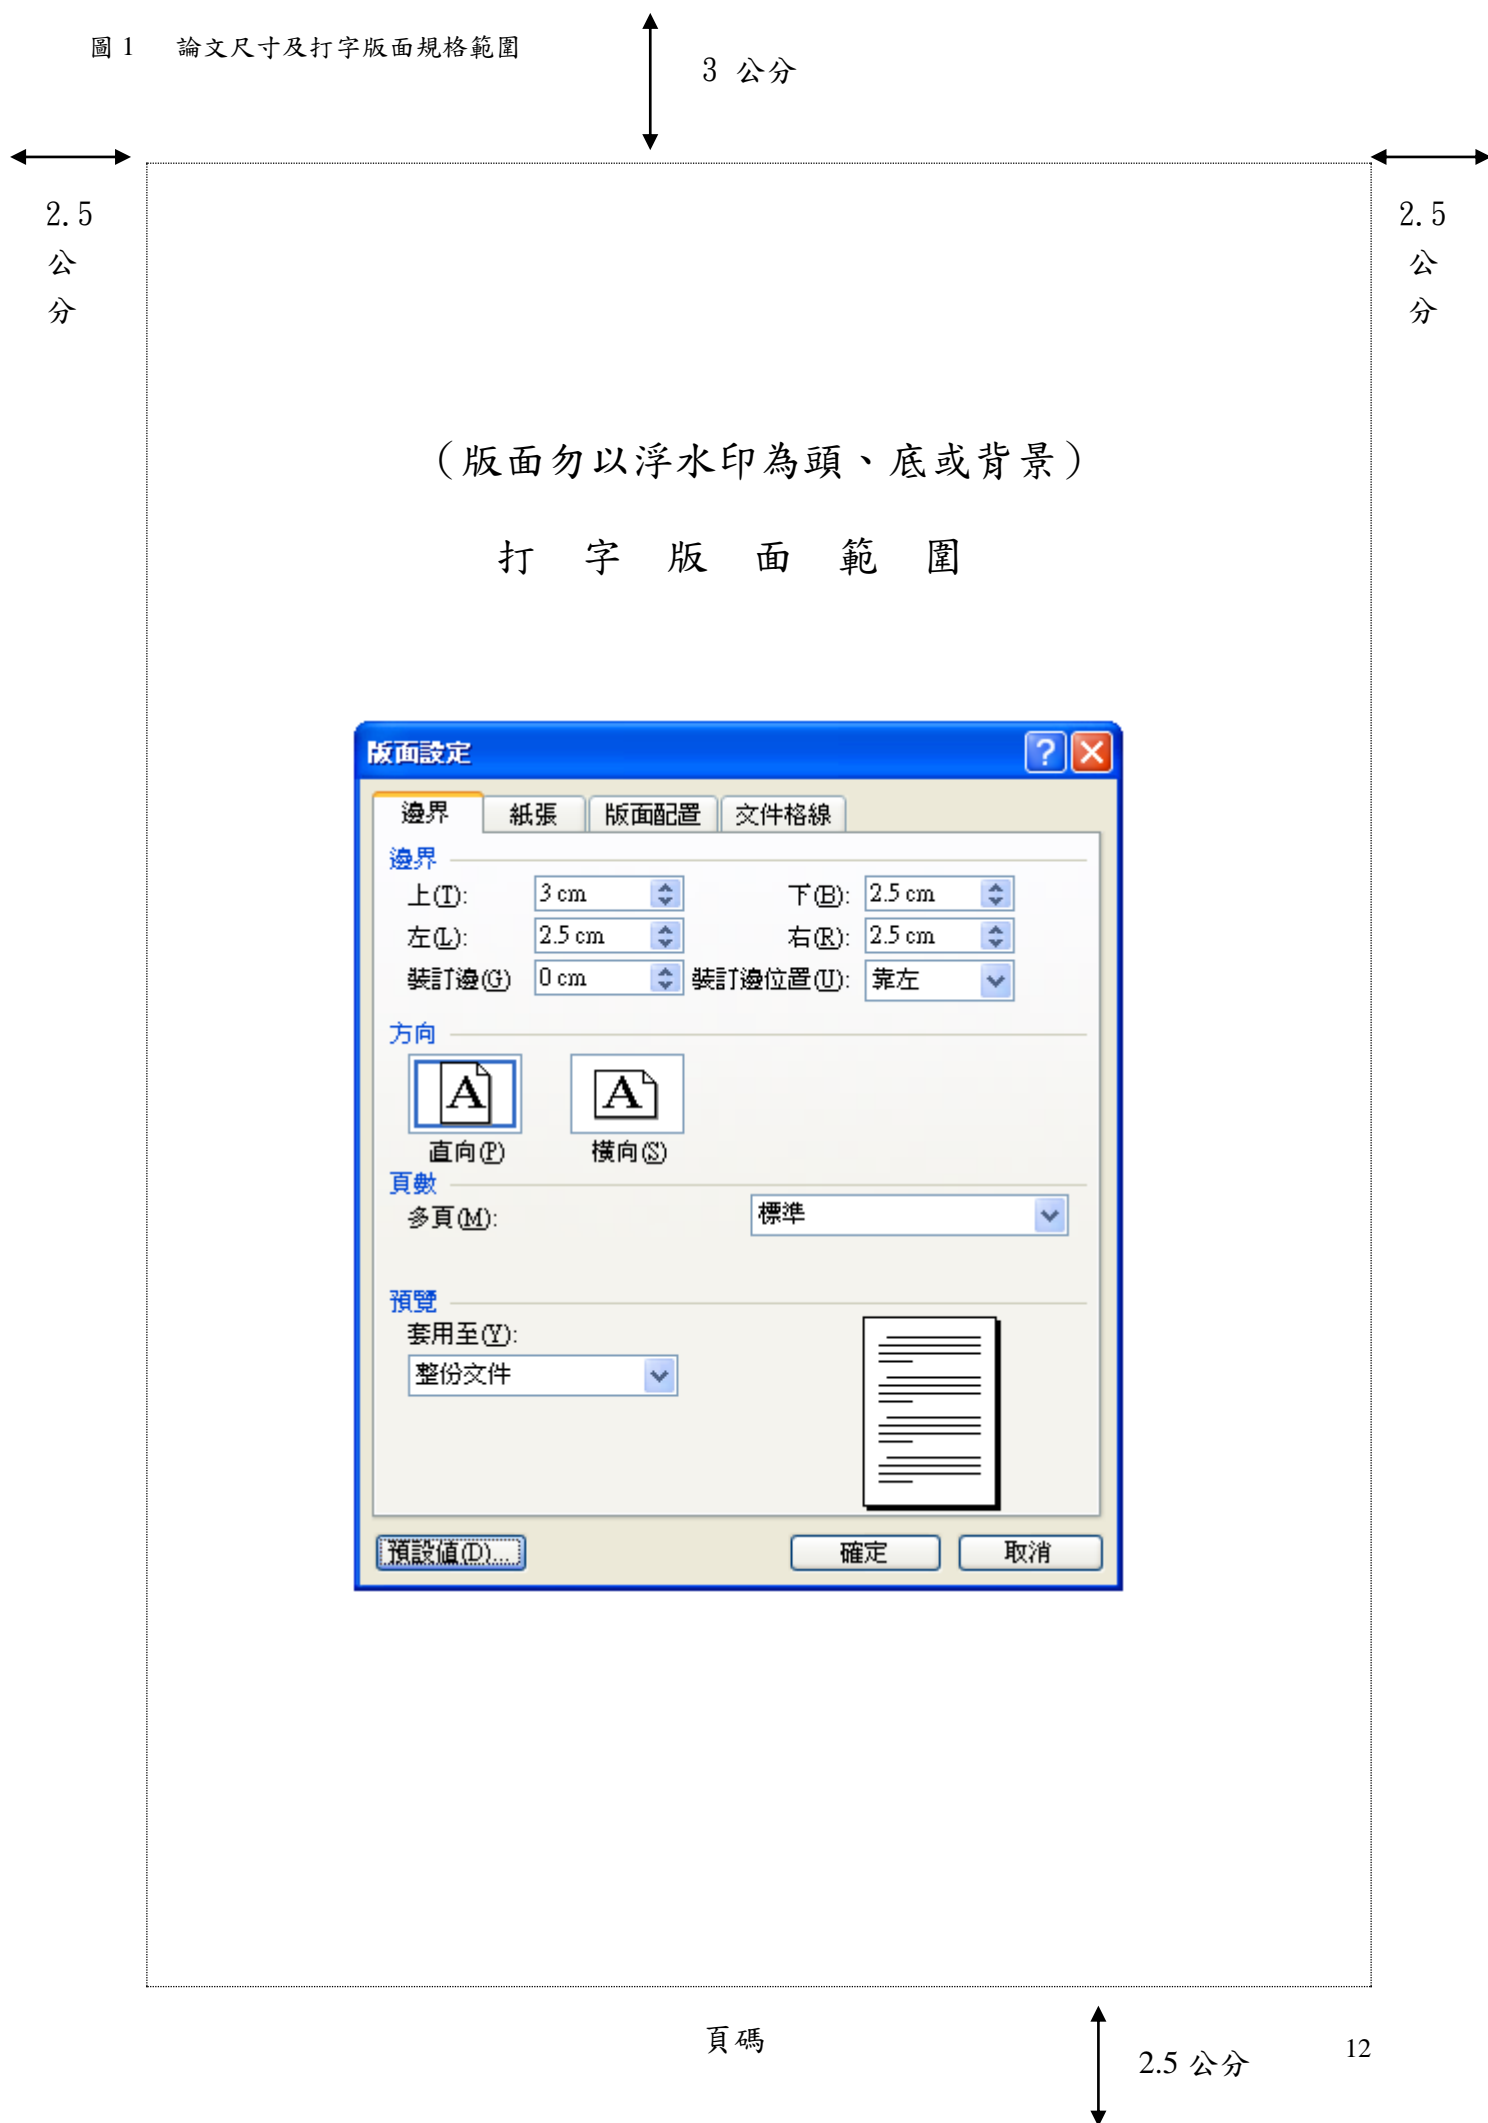 圖 1 論文尺寸及打字版面規格範圍
3 公分
2.5
公
分
2.5
公
分
（版面勿以浮水印為頭、底或背景）
打 字 版 面 範 圍
版面設定
邊界 紙張 版面配置 文件格線
邊界
上(T): 3 cm 下(B): 2.5 cm
左(L): 2.5 cm 右(R): 2.5 cm
裝訂邊(G) 0 cm 裝訂邊位置(U): 靠左
方向
A A
直向(P) 橫向(S)
頁數
多頁(M): 標準
預覽
套用至(Y):
整份文件
預設值(D)... 確定 取消
頁碼
2.5 公分
12